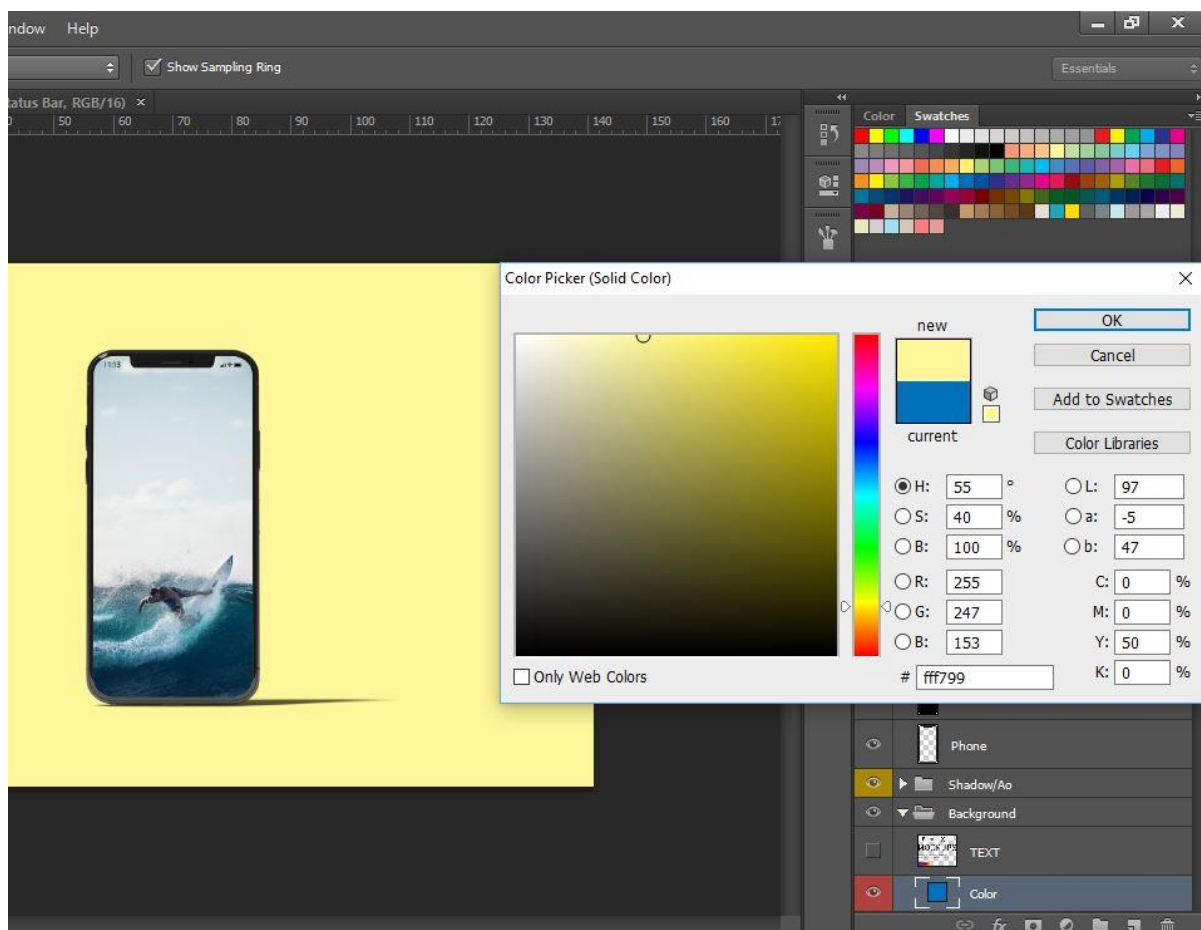 ndow Help
Show Sampling Ring
Essentials
tatus Bar, RGB/16) ×
50 60 70 80 90 100 110 120 130 140 150 160 17
Color Swatches
Color Picker (Solid Color)
new
current
OK
Cancel
Add to Swatches
Color Libraries
H: 55 °
S: 40 %
B: 100 %
R: 255
G: 247
B: 153
# fff799
L: 97
a: -5
b: 47
C: 0 %
M: 0 %
Y: 50 %
K: 0 %
Only Web Colors
Phone
Shadow/Ao
Background
MOCKUPS
TEXT
Color
fx